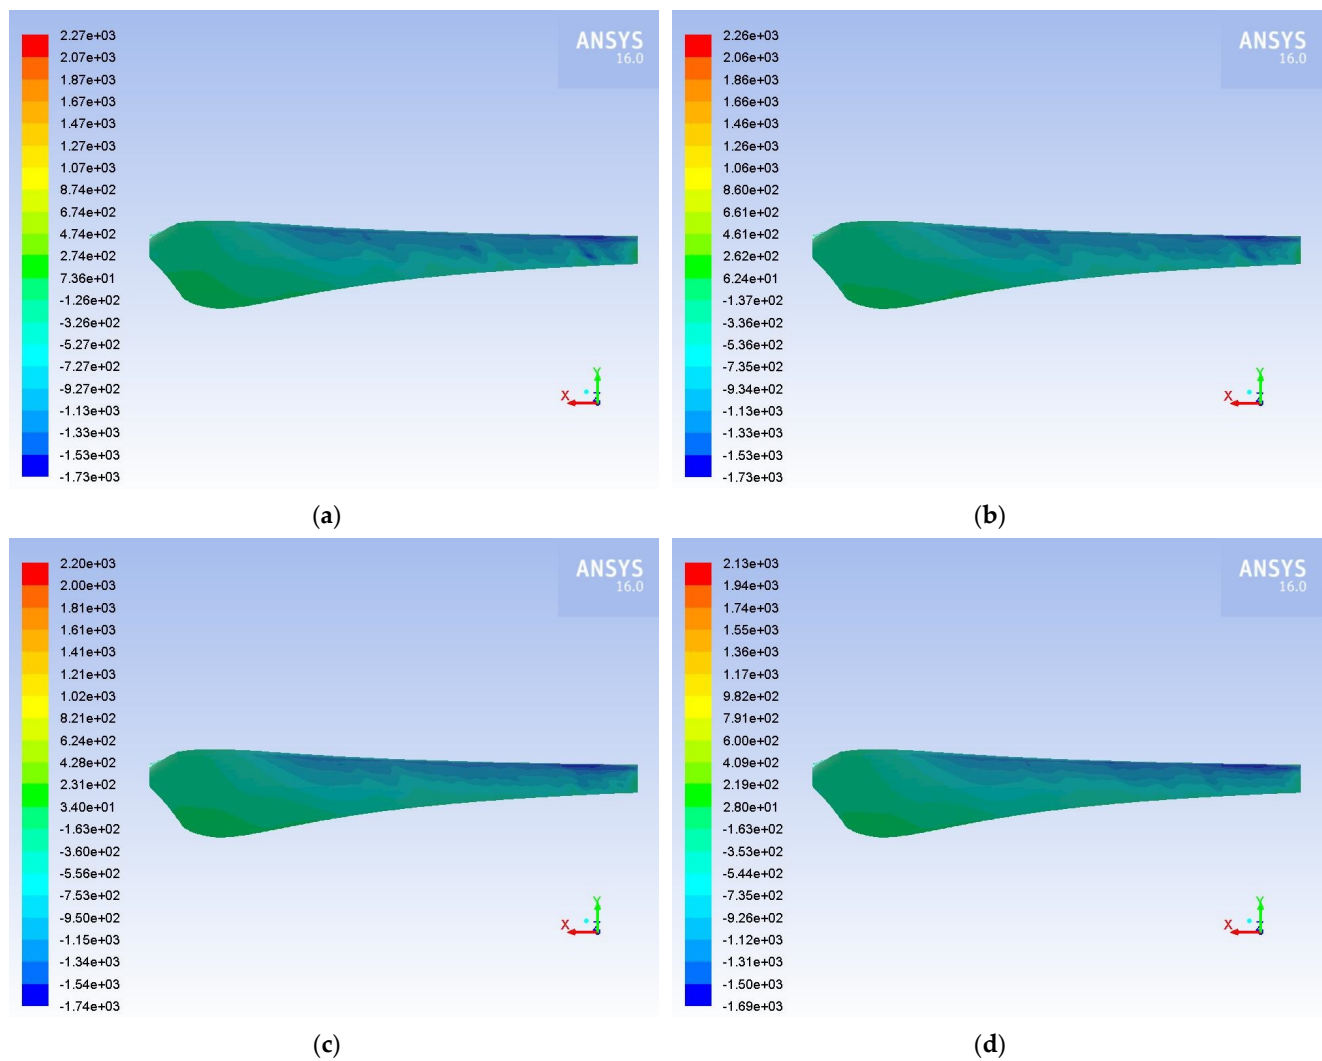 2.27e+03
2.07e+03
1.87e+03
1.67e+03
1.47e+03
1.27e+03
1.07e+03
8.74e+02
6.74e+02
4.74e+02
2.74e+02
7.36e+01
-1.26e+02
-3.26e+02
-5.27e+02
-7.27e+02
-9.27e+02
-1.13e+03
-1.33e+03
-1.53e+03
-1.73e+03
ANSYS
16.0
Y
X
Z
(a)
2.26e+03
2.06e+03
1.86e+03
1.66e+03
1.46e+03
1.26e+03
1.06e+03
8.60e+02
6.61e+02
4.61e+02
2.62e+02
6.24e+01
-1.37e+02
-3.36e+02
-5.36e+02
-7.35e+02
-9.34e+02
-1.13e+03
-1.33e+03
-1.53e+03
-1.73e+03
ANSYS
16.0
Y
X
Z
(b)
2.20e+03
2.00e+03
1.81e+03
1.61e+03
1.41e+03
1.21e+03
1.02e+03
8.21e+02
6.24e+02
4.28e+02
2.31e+02
3.40e+01
-1.63e+02
-3.60e+02
-5.56e+02
-7.53e+02
-9.50e+02
-1.15e+03
-1.34e+03
-1.54e+03
-1.74e+03
ANSYS
16.0
Y
X
Z
(c)
2.13e+03
1.94e+03
1.74e+03
1.55e+03
1.36e+03
1.17e+03
9.82e+02
7.91e+02
6.00e+02
4.09e+02
2.19e+02
2.80e+01
-1.63e+02
-3.53e+02
-5.44e+02
-7.35e+02
-9.26e+02
-1.12e+03
-1.31e+03
-1.50e+03
-1.69e+03
ANSYS
16.0
Y
X
Z
(d)